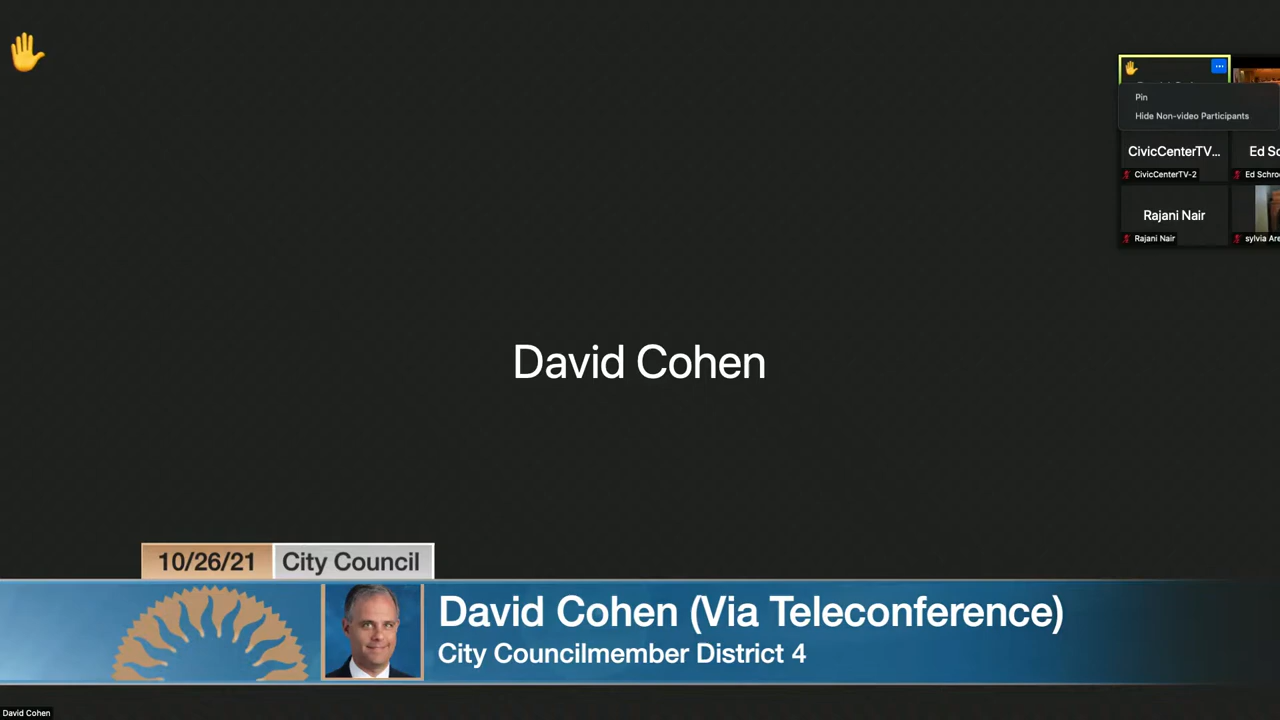 Pin
Hide Non-video Participants
CivicCenterTV...
Ed Sc
CivicCenterTV-2
Ed Schro
Rajani Nair
Rajani Nair
sylvia Are
David Cohen
10/26/21
City Council
David Cohen (Via Teleconference)
City Councilmember District 4
David Cohen